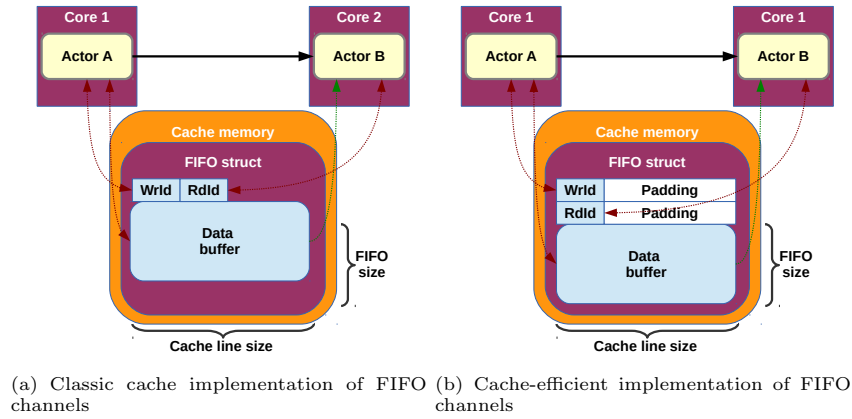 Core 1
Actor A
Core 2
Actor B
Cache memory
FIFO struct
WrId
RdId
Data
buffer
FIFO
size
Cache line size
(a) Classic cache implementation of FIFO
channels
Core 1
Actor A
Core 1
Actor B
Cache memory
FIFO struct
WrId
Padding
RdId
Padding
Data
buffer
FIFO
size
Cache line size
(b) Cache-efficient implementation of FIFO
channels